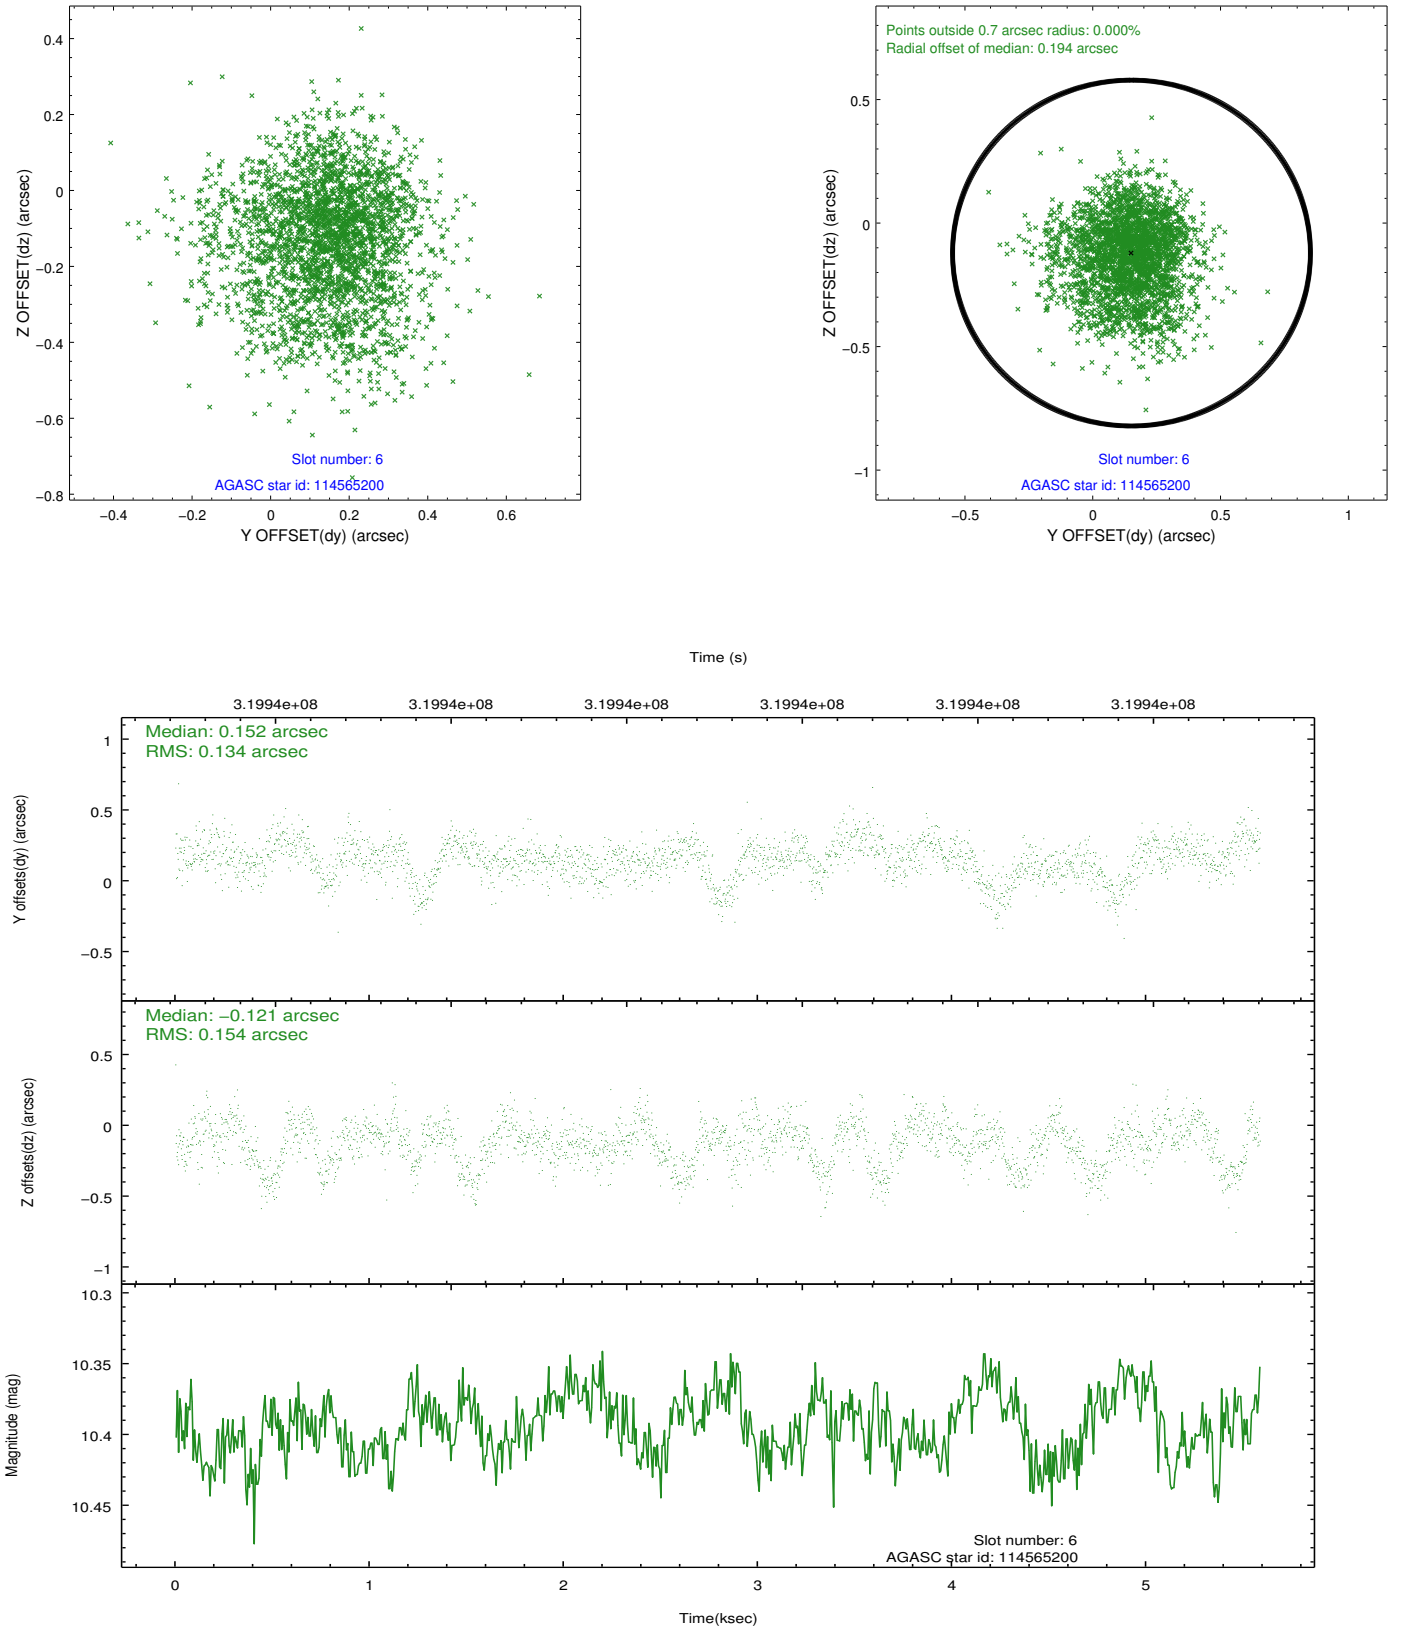 0.4
0.2
0
−0.2
−0.4
−0.6
−0.8
Z OFFSET(dz) (arcsec)
Slot number: 6
AGASC star id: 114565200
−0.4 −0.2 0 0.2 0.4 0.6
Y OFFSET(dy) (arcsec)
Points outside 0.7 arcsec radius: 0.000%
Radial offset of median: 0.194 arcsec
0.5
0
−0.5
−1
Z OFFSET(dz) (arcsec)
Slot number: 6
AGASC star id: 114565200
−0.5 0 0.5 1
Y OFFSET(dy) (arcsec)
Time (s)
3.1994e+08 3.1994e+08 3.1994e+08 3.1994e+08 3.1994e+08 3.1994e+08
Median: 0.152 arcsec
RMS: 0.134 arcsec
1
0.5
0
−0.5
Y offsets(dy) (arcsec)
Median: −0.121 arcsec
RMS: 0.154 arcsec
0.5
0
−0.5
−1
Z offsets(dz) (arcsec)
10.3
10.35
10.4
10.45
Magnitude (mag)
Slot number: 6
AGASC star id: 114565200
0 1 2 3 4 5
Time(ksec)